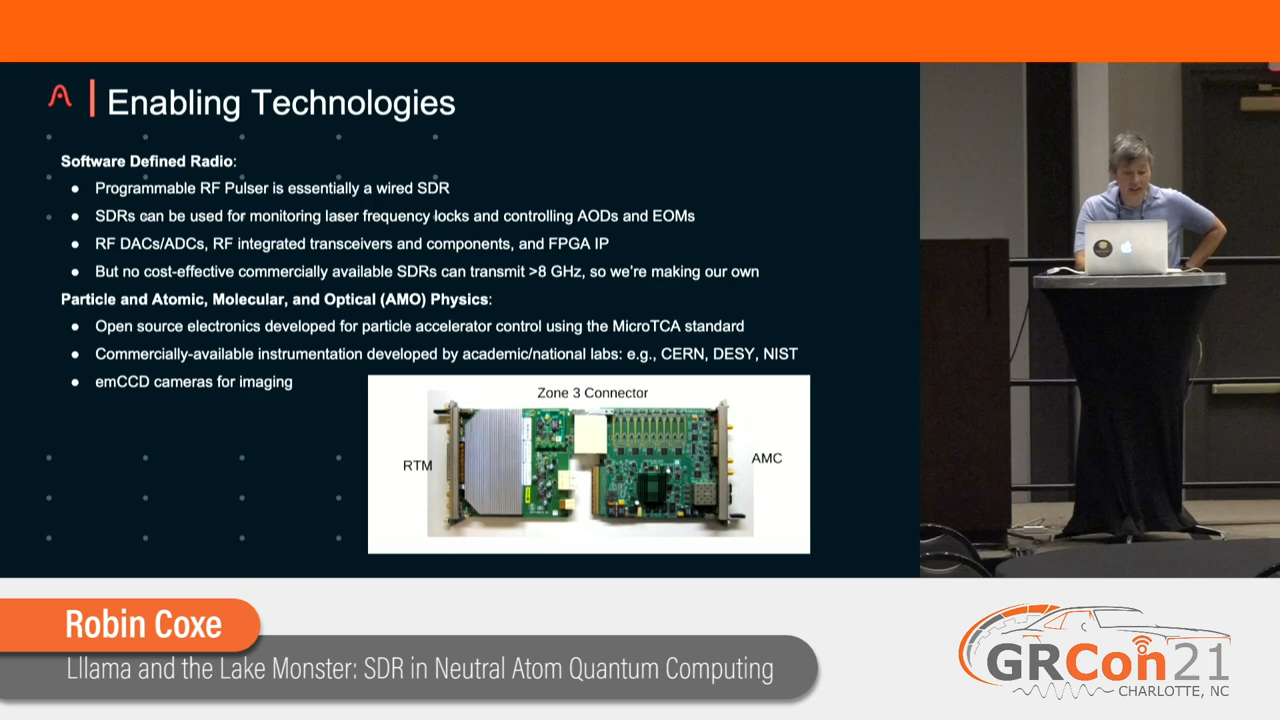 Enabling Technologies
Software Defined Radio:
● Programmable RF Pulser is essentially a wired SDR
● SDRs can be used for monitoring laser frequency locks and controlling AODs and EOMs
● RF DACs/ADCs, RF integrated transceivers and components, and FPGA IP
● But no cost-effective commercially available SDRs can transmit >8 GHz, so we're making our own
Particle and Atomic, Molecular, and Optical (AMO) Physics:
● Open source electronics developed for particle accelerator control using the MicroTCA standard
● Commercially-available instrumentation developed by academic/national labs: e.g., CERN, DESY, NIST
● emCCD cameras for imaging
Zone 3 Connector
RTM
AMC
Robin Coxe
Lllama and the Lake Monster: SDR in Neutral Atom Quantum Computing
GRCon21
CHARLOTTE, NC